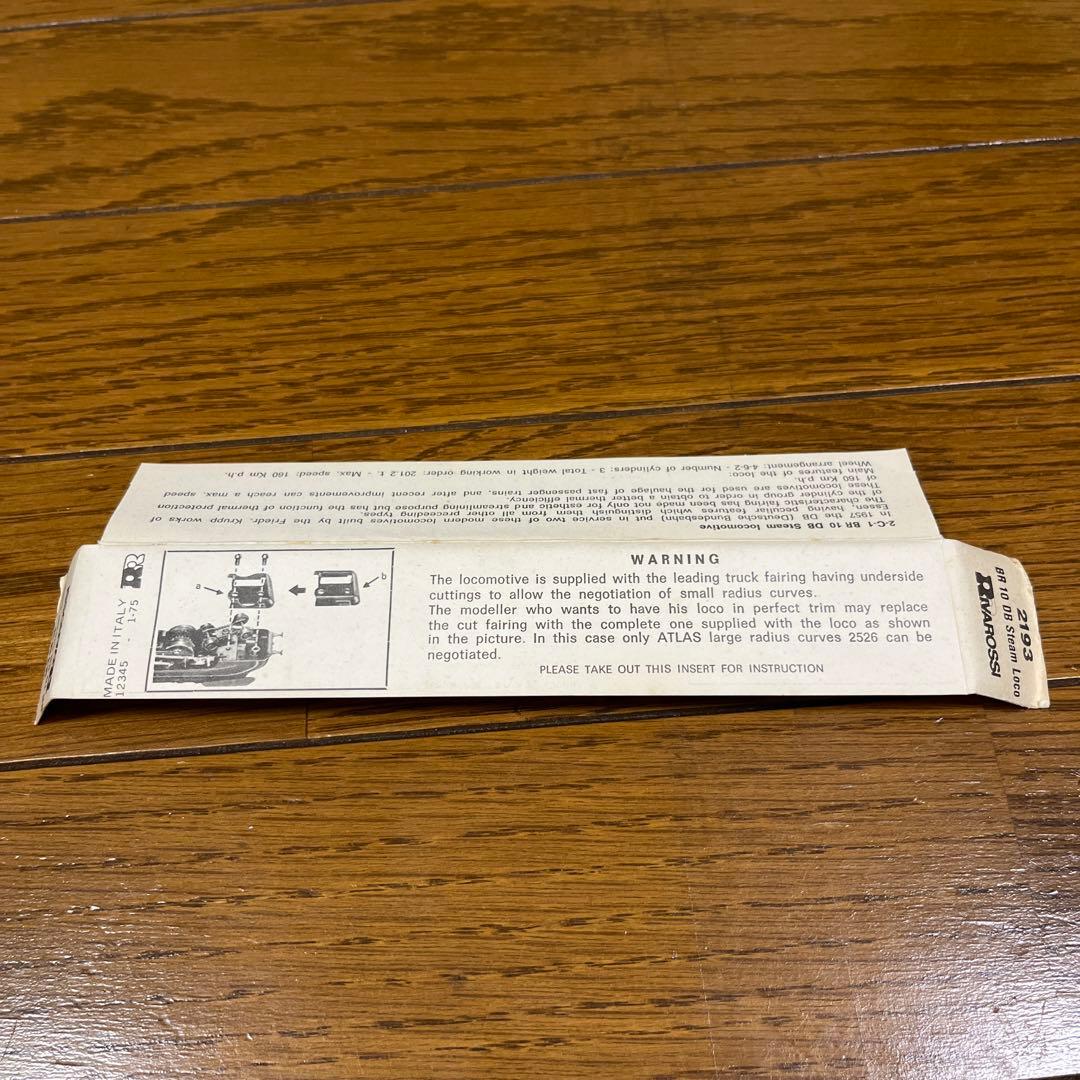 2-C-1 BR 10 DB Steam locomotive
In 1957 the DB (Deutsche Bundesbahn) put in service two of these modern locomotives built by the Friedr. Krupp works of
Essen, having peculiar features which distinguish them from all other preceeding types.
The characteristic fairing has been made not only for esthetic and streamlining purpose but has the function of thermal protection
of the cylinder group in order to obtain a better thermal efficiency.
These locomotives are used for the haulage of fast passenger trains, and after recent improvements can reach a max. speed
of 160 Km p.h.
Main features of the loco:
Wheel arrangement: 4-6-2 - Number of cylinders: 3 - Total weight in working order: 201.2 t. - Max. speed: 160 Km p.h.
MADE IN ITALY
12345 - 1-75
RR
a
b
WARNING
The locomotive is supplied with the leading truck fairing having underside
cuttings to allow the negotiation of small radius curves.
The modeller who wants to have his loco in perfect trim may replace
the cut fairing with the complete one supplied with the loco as shown
in the picture. In this case only ATLAS large radius curves 2526 can be
negotiated.
PLEASE TAKE OUT THIS INSERT FOR INSTRUCTION
2193
BR 10 DB Steam Loco
RIVAROSSI